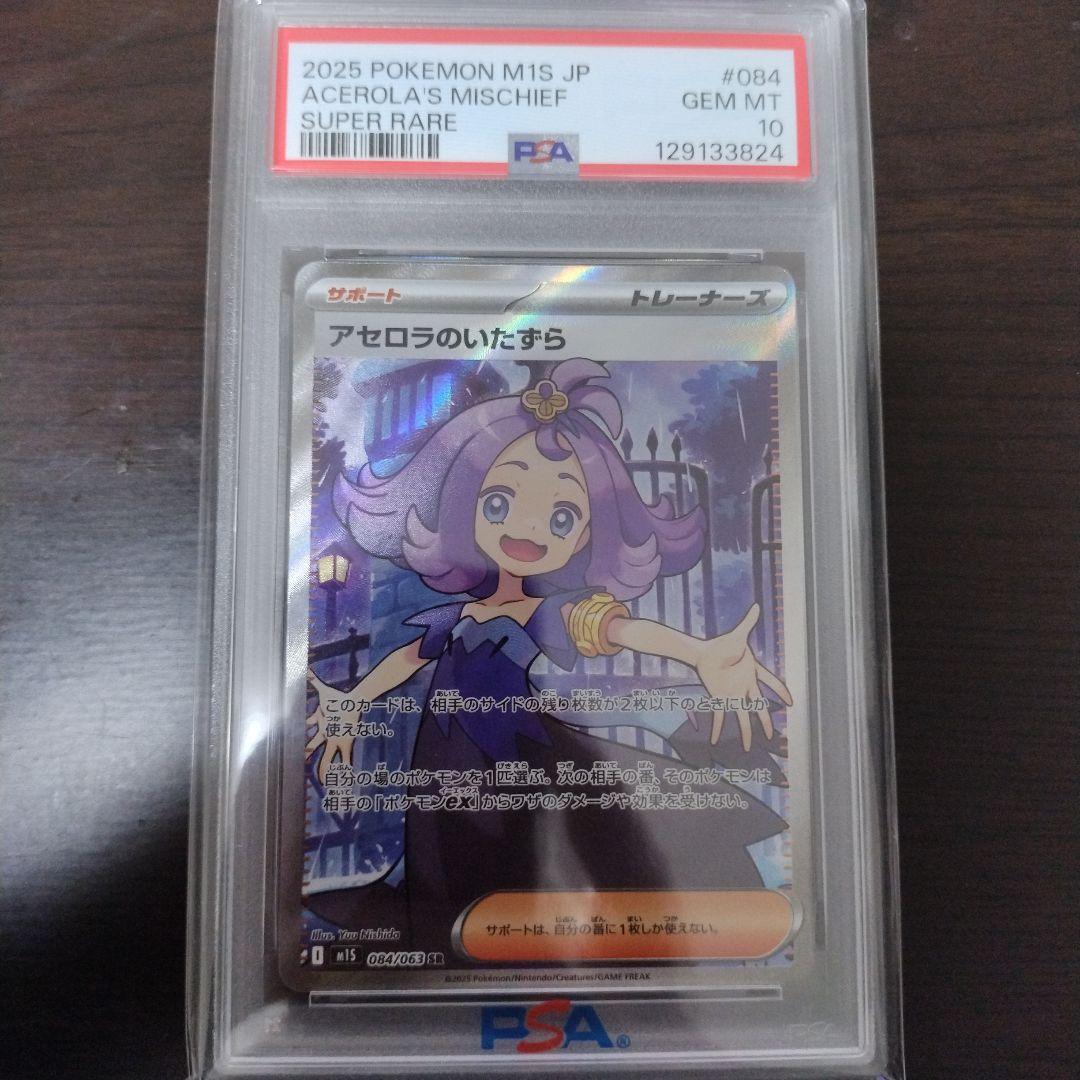 2025 POKEMON M1S JP #084
ACEROLA'S MISCHIEF GEM MT
SUPER RARE 10
PSA 129133824
サポート トレーナーズ
アセロラのいたずら
このカードは、相手のサイドの残り枚数が2枚以下のときにしか
使えない。
自分の場のポケモンを1匹選ぶ。次の相手の番、そのポケモンは
相手の「ポケモンex」からワザのダメージや効果を受けない。
サポートは、自分の番に1枚しか使えない。
Illus. Yuu Nishida
I M1S 084/063 SR
©2025 Pokémon/Nintendo/Creatures/GAME FREAK
PSA®